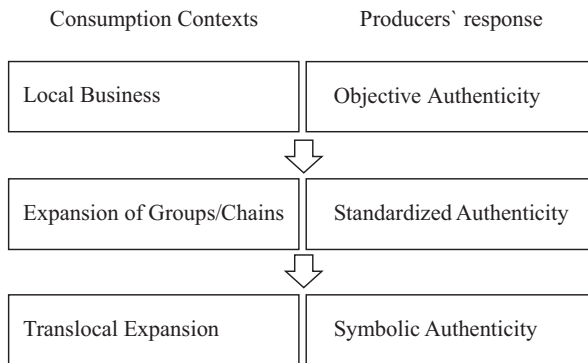 Consumption Contexts Producers` response
Local Business Objective Authenticity
Expansion of Groups/Chains Standardized Authenticity
Translocal Expansion Symbolic Authenticity